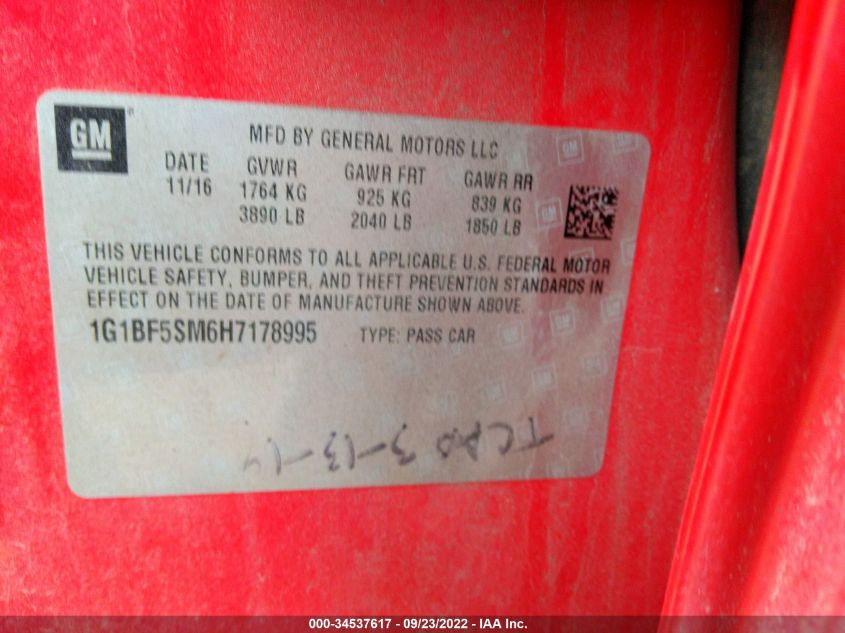 GM
MFD BY GENERAL MOTORS LLC
DATE GVWR GAWR FRT GAWR RR
11/16 1764 KG 925 KG 839 KG
3890 LB 2040 LB 1850 LB
THIS VEHICLE CONFORMS TO ALL APPLICABLE U.S. FEDERAL MOTOR
VEHICLE SAFETY, BUMPER, AND THEFT PREVENTION STANDARDS IN
EFFECT ON THE DATE OF MANUFACTURE SHOWN ABOVE.
1G1BF5SM6H7178995 TYPE: PASS CAR
000-34537617 - 09/23/2022 - IAA Inc.